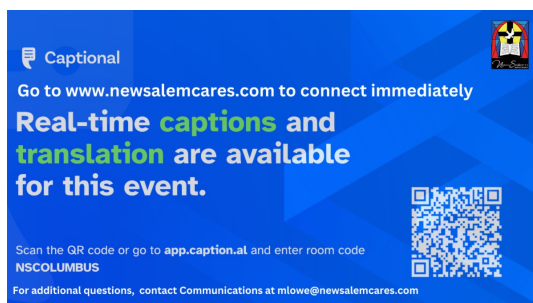 Captional
Go to www.newsalemcares.com to connect immediately
Real-time captions and
translation are available
for this event.
Scan the QR code or go to app.caption.al and enter room code
NSCOLUMBUS
For additional questions, contact Communications at mlowe@newsalemcares.com